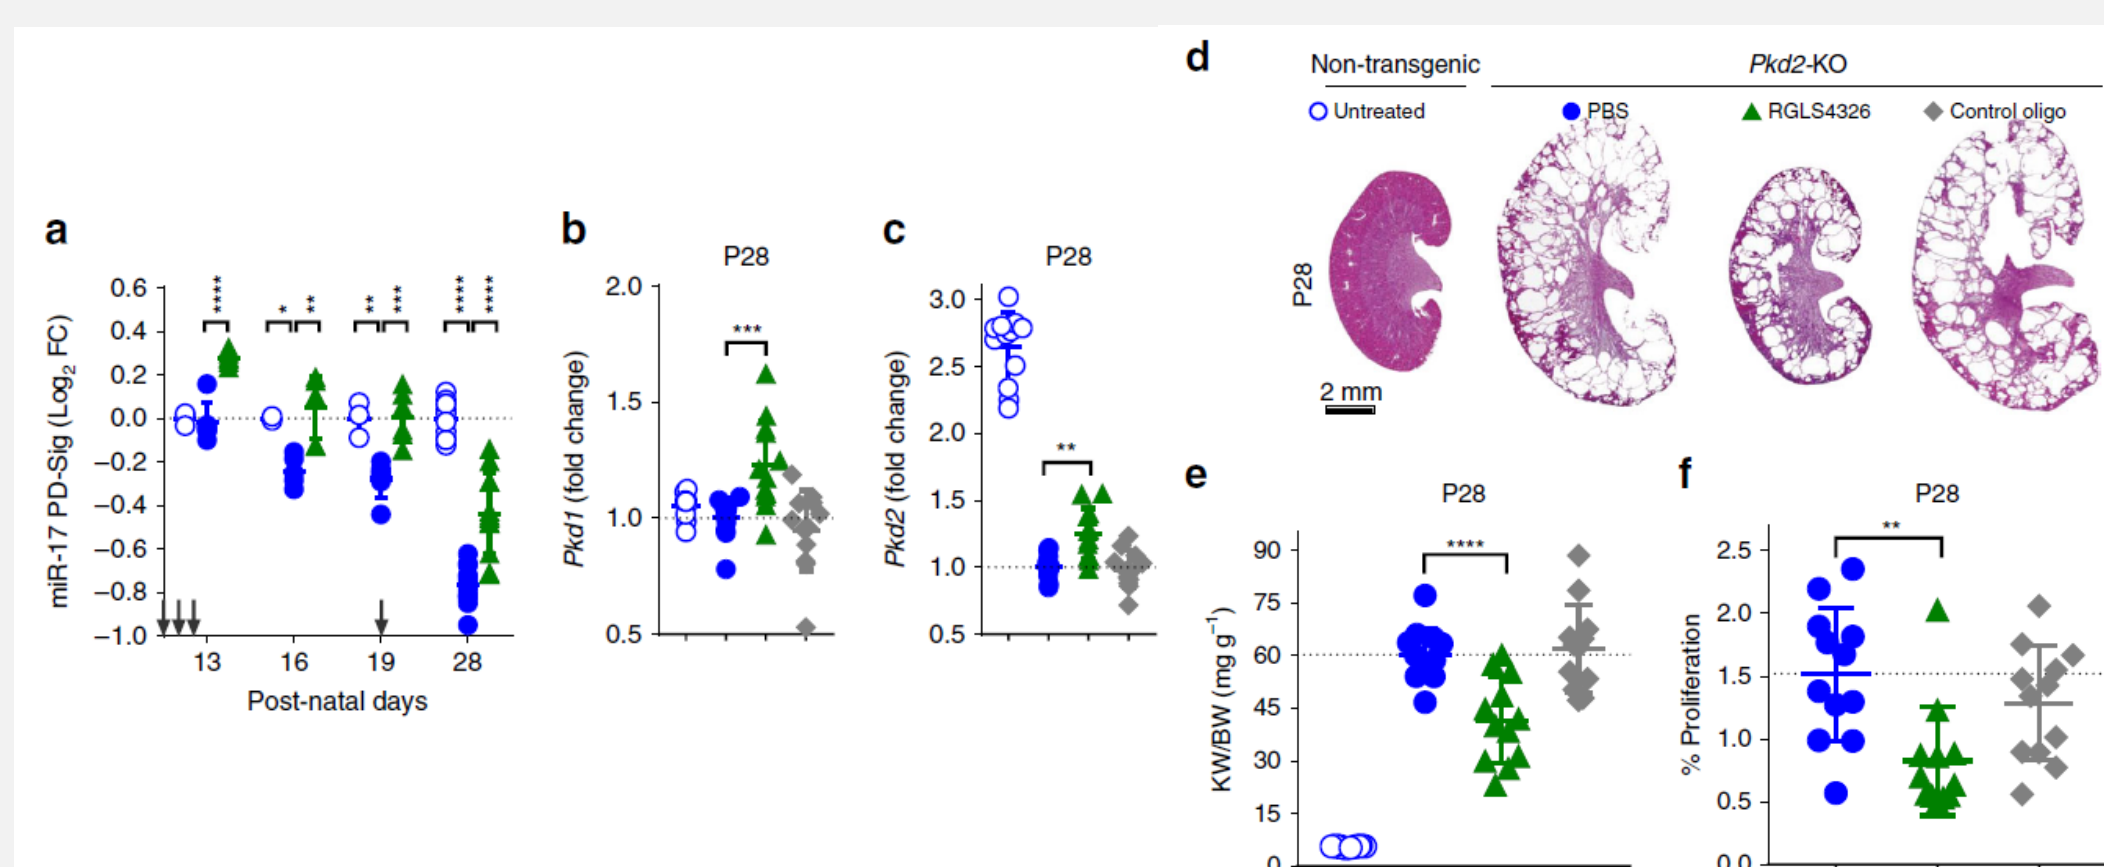 a
miR-17 PD-Sig (Log2 FC)
0.6
0.4
0.2
0.0
−0.2
−0.4
−0.6
−0.8
−1.0
****
*
**
**
***
****
****
13 16 19 28
Post-natal days
b
P28
Pkd1 (fold change)
2.0
1.5
1.0
0.5
***
c
P28
Pkd2 (fold change)
3.0
2.5
2.0
1.5
1.0
0.5
**
d
Non-transgenic Pkd2-KO
Untreated PBS RGLS4326 Control oligo
P28
2 mm
e
P28
KW/BW (mg g−1)
90
75
60
45
30
15
0
****
f
P28
% Proliferation
2.5
2.0
1.5
1.0
0.5
0.0
**